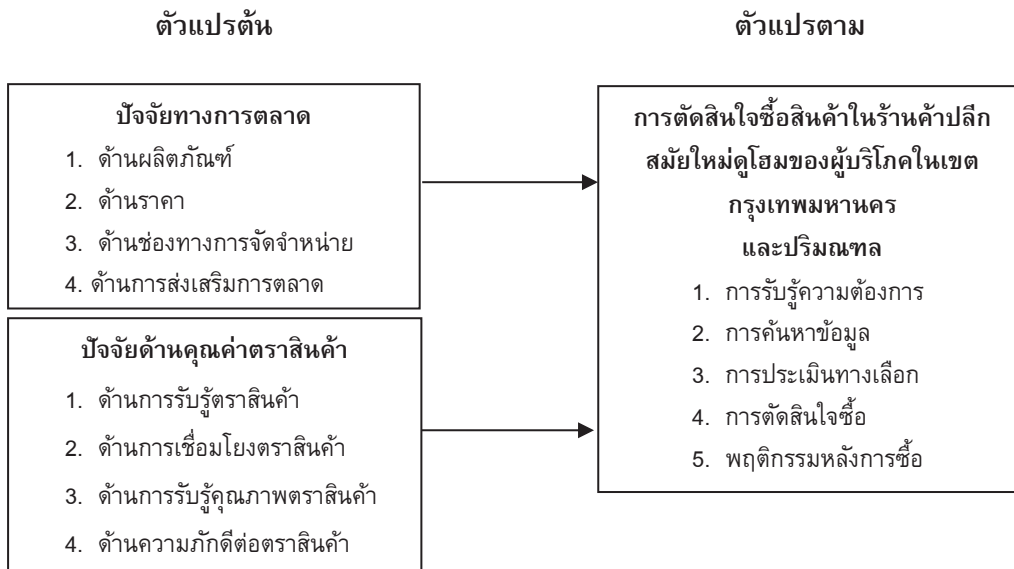 ตัวแปรต้น
ตัวแปรตาม
ปัจจัยทางการตลาด
1. ด้านผลิตภัณฑ์
2. ด้านราคา
3. ด้านช่องทางการจัดจำหน่าย
4. ด้านการส่งเสริมการตลาด
ปัจจัยด้านคุณค่าตราสินค้า
1. ด้านการรับรู้ตราสินค้า
2. ด้านการเชื่อมโยงตราสินค้า
3. ด้านการรับรู้คุณภาพตราสินค้า
4. ด้านความภักดีต่อตราสินค้า
การตัดสินใจซื้อสินค้าในร้านค้าปลีก
สมัยใหม่ดูโฮมของผู้บริโภคในเขต
กรุงเทพมหานคร
และปริมณฑล
1. การรับรู้ความต้องการ
2. การค้นหาข้อมูล
3. การประเมินทางเลือก
4. การตัดสินใจซื้อ
5. พฤติกรรมหลังการซื้อ